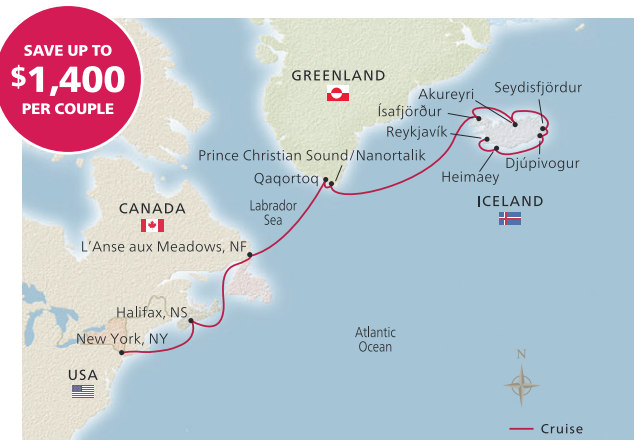 SAVE UP TO
$1,400
PER COUPLE
GREENLAND
Akureyri
Seydisfjördur
Ísafjörður
Reykjavík
Prince Christian Sound/Nanortalik
Djúpivogur
Heimaey
Qaqortoq
ICELAND
CANADA
Labrador
Sea
L'Anse aux Meadows, NF
Halifax, NS
New York, NY
Atlantic
Ocean
USA
N
Cruise